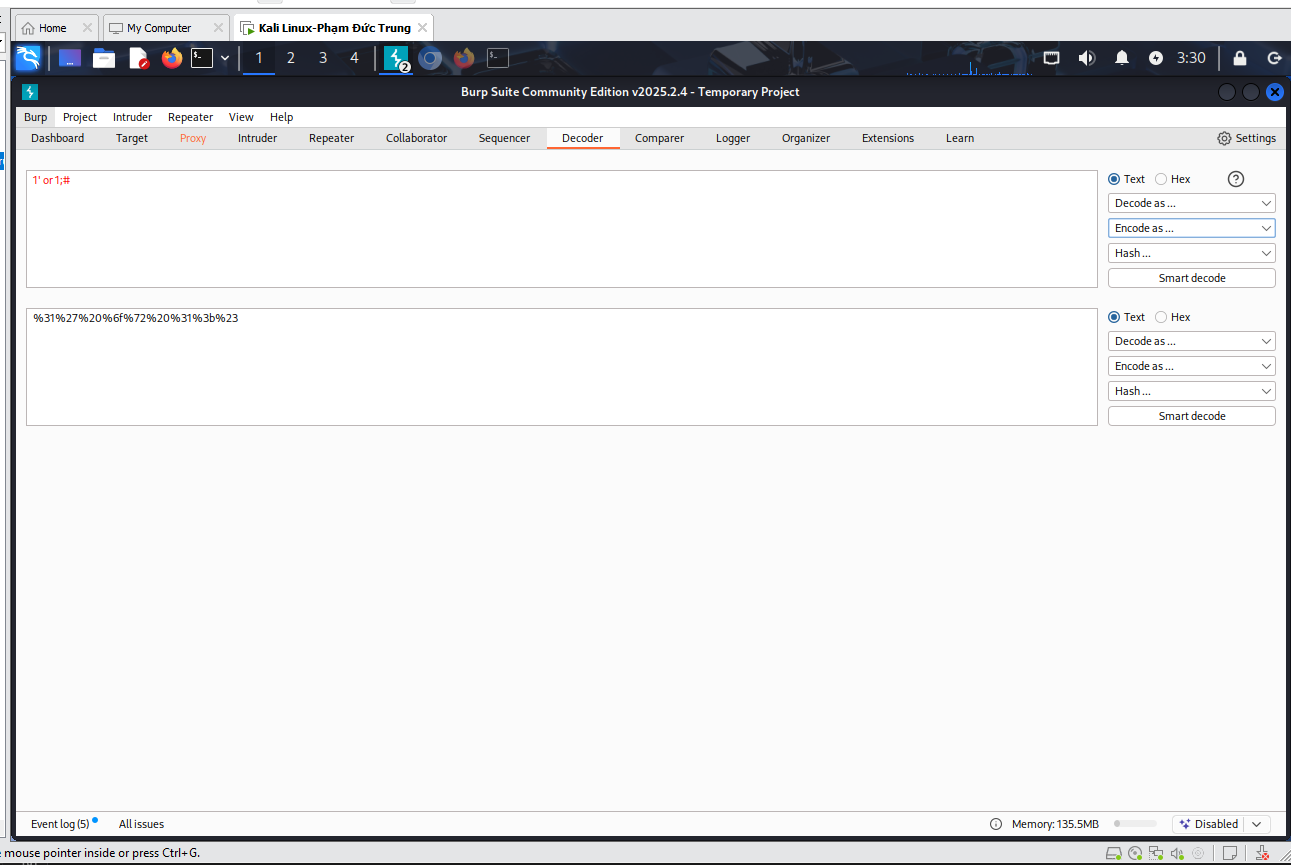 Home
My Computer
Kali Linux-Phạm Đức Trung
1 2 3 4
3:30
Burp Suite Community Edition v2025.2.4 - Temporary Project
Burp Project Intruder Repeater View Help
Dashboard Target Proxy Intruder Repeater Collaborator Sequencer Decoder Comparer Logger Organizer Extensions Learn Settings
1' or 1;#
Text Hex ?
Decode as ...
Encode as ...
Hash ...
Smart decode
%31%27%20%6f%72%20%31%3b%23
Text Hex
Decode as ...
Encode as ...
Hash ...
Smart decode
Event log (5) All issues
Memory: 135.5MB
Disabled
mouse pointer inside or press Ctrl+G.